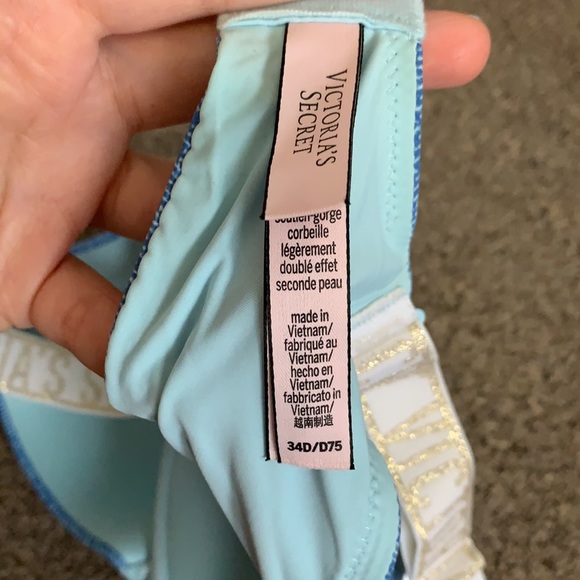 VICTORIA'S
SECRET
soutien-gorge
corbeille
légèrement
doublé effet
seconde peau
made in
Vietnam/
fabriqué au
Vietnam/
hecho en
Vietnam/
fabbricato in
Vietnam/
越南制造
34D/D75
IA'S S